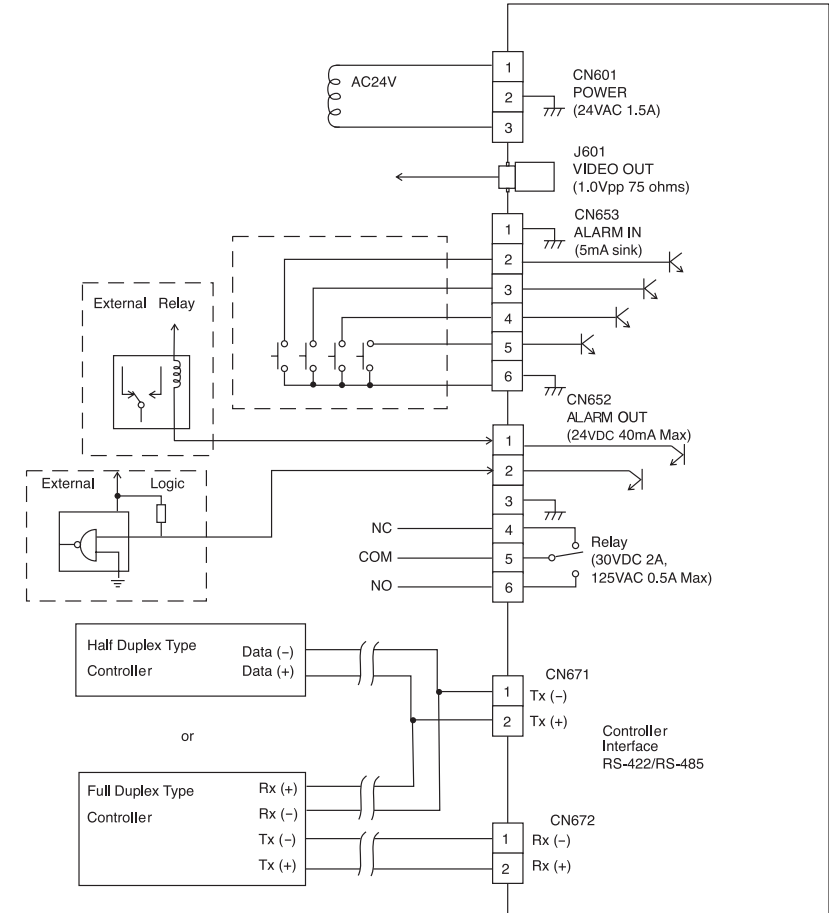 AC24V
1
2
3
CN601
POWER
(24VAC 1.5A)
J601
VIDEO OUT
(1.0Vpp 75 ohms)
CN653
ALARM IN
(5mA sink)
1
2
3
4
5
6
External Relay
CN652
ALARM OUT
(24VDC 40mA Max)
1
2
3
4
5
6
External Logic
NC
COM
NO
Relay
(30VDC 2A,
125VAC 0.5A Max)
Half Duplex Type
Controller
Data (−)
Data (+)
or
CN671
1 Tx (−)
2 Tx (+)
Controller
Interface
RS-422/RS-485
Full Duplex Type
Controller
Rx (+)
Rx (−)
Tx (−)
Tx (+)
CN672
1 Rx (−)
2 Rx (+)